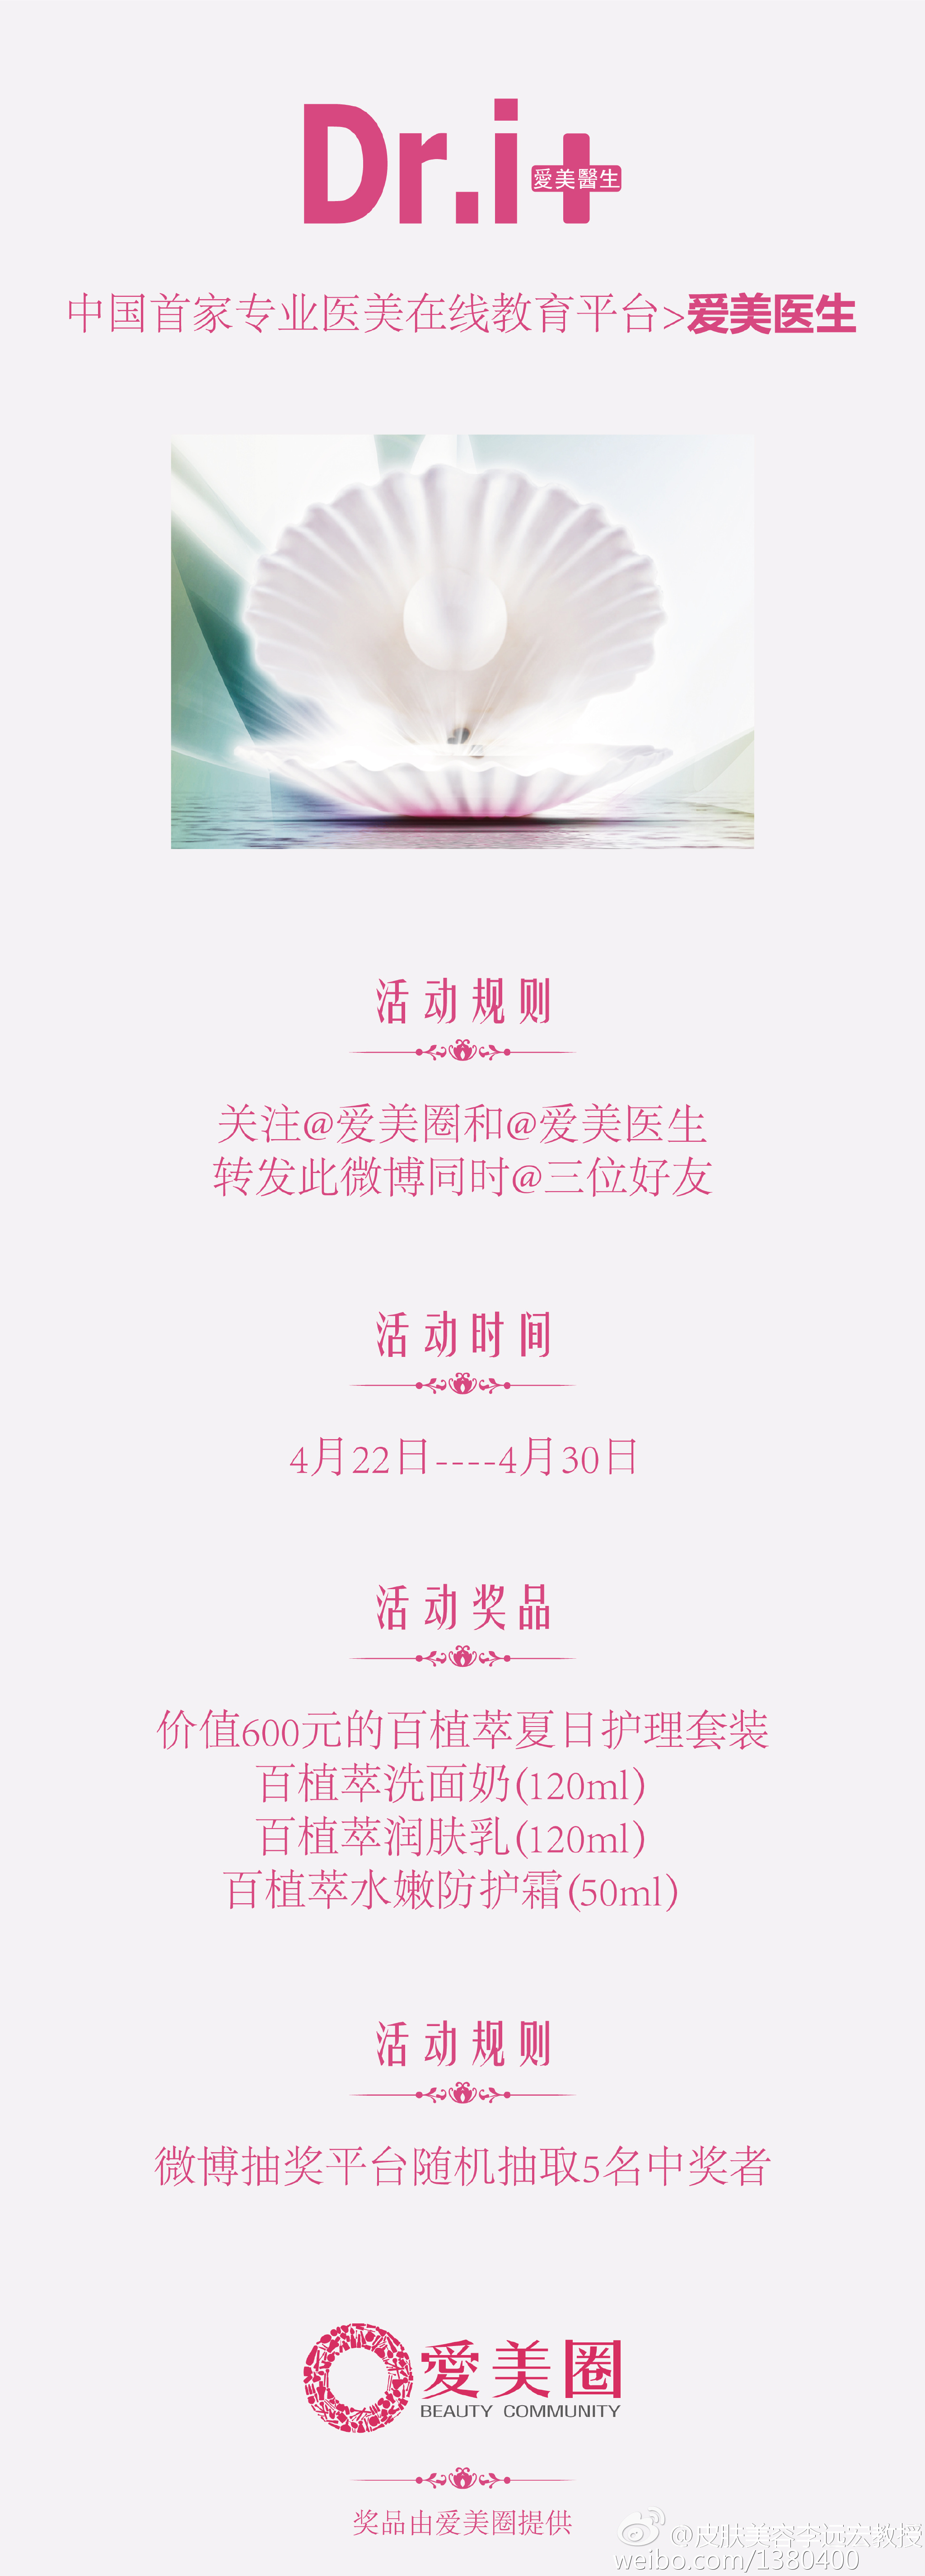 Dr.i+
愛美醫生
中国首家专业医美在线教育平台>爱美医生
活动规则
关注@爱美圈和@爱美医生
转发此微博同时@三位好友
活动时间
4月22日----4月30日
活动奖品
价值600元的百植萃夏日护理套装
百植萃洗面奶(120ml)
百植萃润肤乳(120ml)
百植萃水嫩防护霜(50ml)
活动规则
微博抽奖平台随机抽取5名中奖者
愛美圈
BEAUTY COMMUNITY
奖品由爱美圈提供
@皮肤美容李远宏教授
weibo.com/1380400